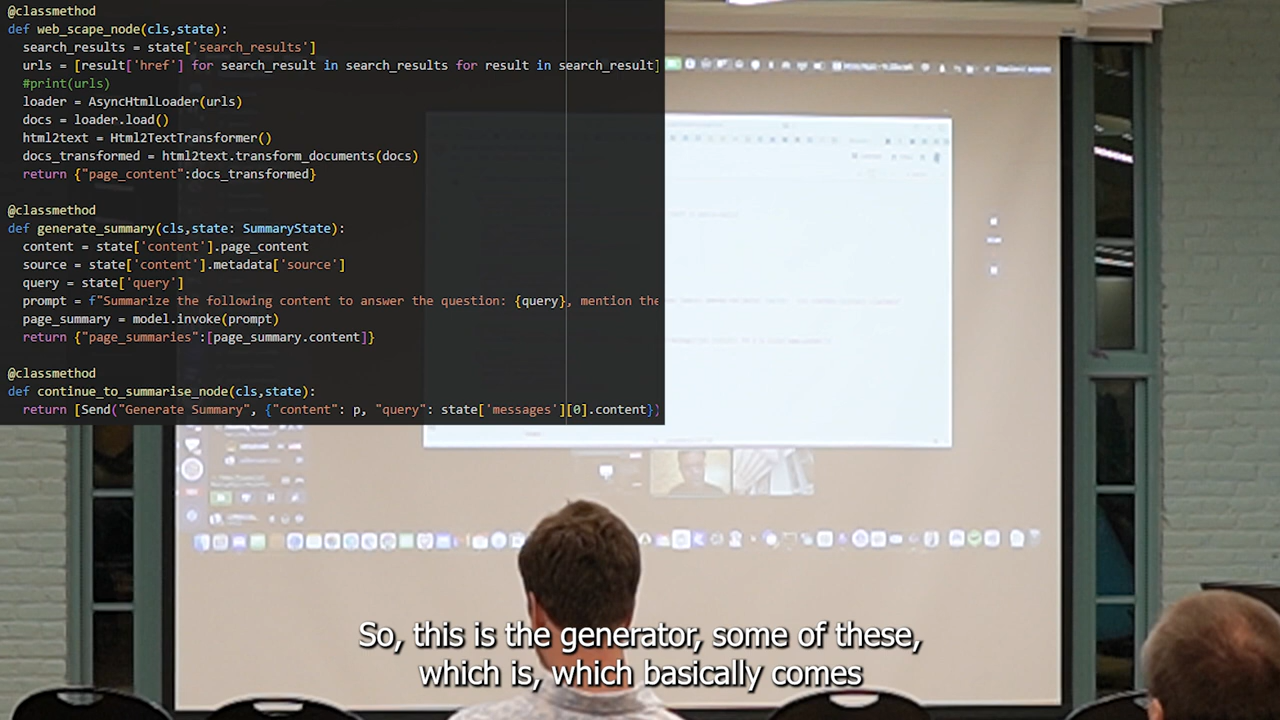 @classmethod
def web_scape_node(cls,state):
search_results = state['search_results']
urls = [result['href'] for search_result in search_results for result in search_result]
#print(urls)
loader = AsyncHtmlLoader(urls)
docs = loader.load()
html2text = Html2TextTransformer()
docs_transformed = html2text.transform_documents(docs)
return {"page_content":docs_transformed}
@classmethod
def generate_summary(cls,state: SummaryState):
content = state['content'].page_content
source = state['content'].metadata['source']
query = state['query']
prompt = f"Summarize the following content to answer the question: {query}, mention the
page_summary = model.invoke(prompt)
return {"page_summaries":[page_summary.content]}
@classmethod
def continue_to_summarise_node(cls,state):
return [Send("Generate Summary", {"content": p, "query": state['messages'][0].content})
So, this is the generator, some of these,
which is, which basically comes